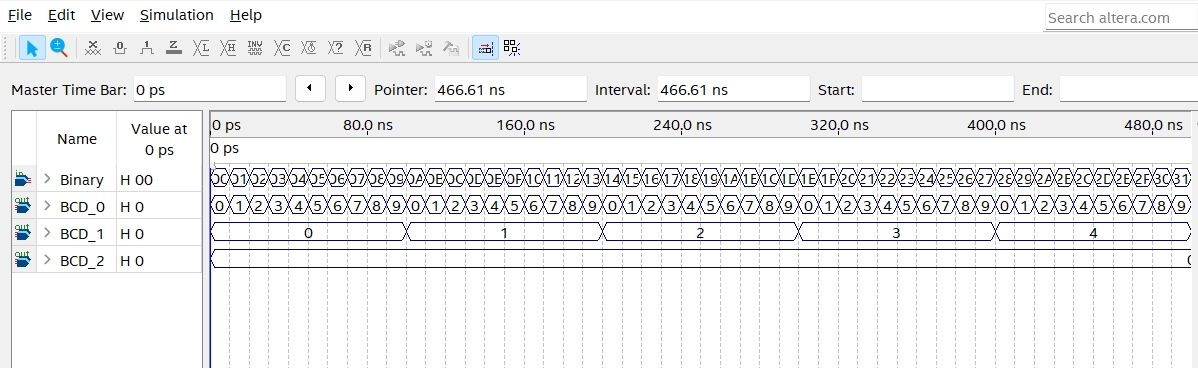 File Edit View Simulation Help
Search altera.com
Master Time Bar: 0 ps Pointer: 466.61 ns Interval: 466.61 ns Start: End:
Name Value at 0 ps
0 ps 80.0 ns 160.0 ns 240.0 ns 320.0 ns 400.0 ns 480.0 ns
0 ps
Binary H 00 00 01 02 03 04 05 06 07 08 09 0A 0B 0C 0D 0E 0F 10 11 12 13 14 15 16 17 18 19 1A 1B 1C 1D 1E 1F 20 21 22 23 24 25 26 27 28 29 2A 2B 2C 2D 2E 2F 30 31
BCD_0 H 0 0 1 2 3 4 5 6 7 8 9 0 1 2 3 4 5 6 7 8 9 0 1 2 3 4 5 6 7 8 9 0 1 2 3 4 5 6 7 8 9 0 1 2 3 4 5 6 7 8 9
BCD_1 H 0 0 1 2 3 4
BCD_2 H 0